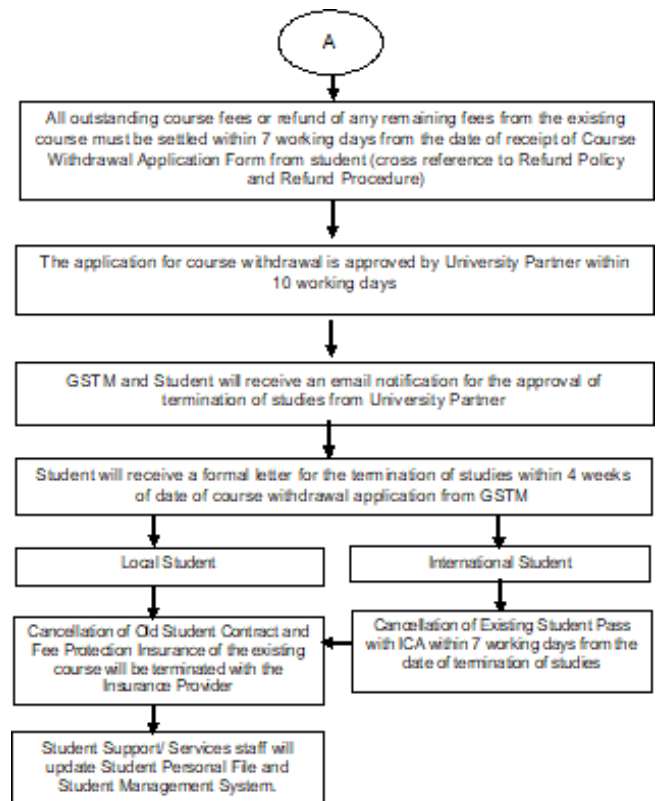 A
All outstanding course fees or refund of any remaining fees from the existing
course must be settled within 7 working days from the date of receipt of Course
Withdrawal Application Form from student (cross reference to Refund Policy
and Refund Procedure)
The application for course withdrawal is approved by University Partner within
10 working days
GSTM and Student will receive an email notification for the approval of
termination of studies from University Partner
Student will receive a formal letter for the termination of studies within 4 weeks
of date of course withdrawal application from GSTM
Local Student
International Student
Cancellation of Old Student Contract and
Fee Protection Insurance of the existing
course will be terminated with the
Insurance Provider
Cancellation of Existing Student Pass
with ICA within 7 working days from the
date of termination of studies
Student Support/ Services staff will
update Student Personal File and
Student Management System.